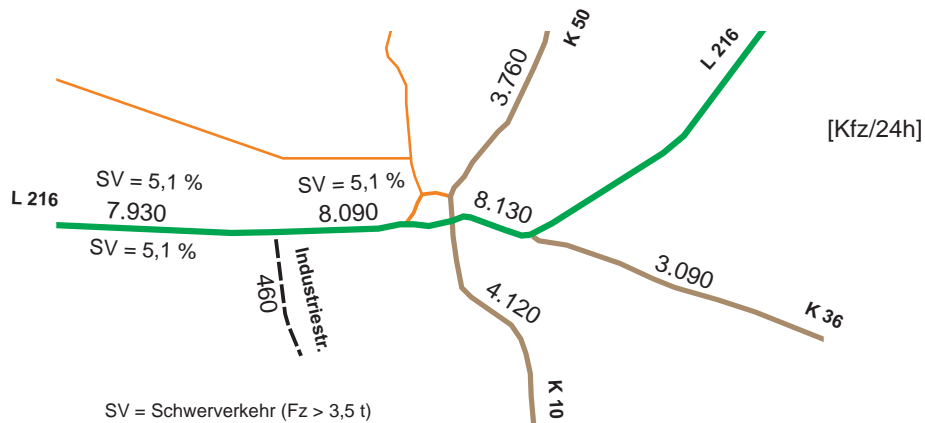 K 50
L 216
3.760
[Kfz/24h]
SV = 5,1 %
SV = 5,1 %
L 216
7.930
8.090
8.130
SV = 5,1 %
460
Industriestr.
3.090
4.120
K 36
K 10
SV = Schwerverkehr (Fz > 3,5 t)